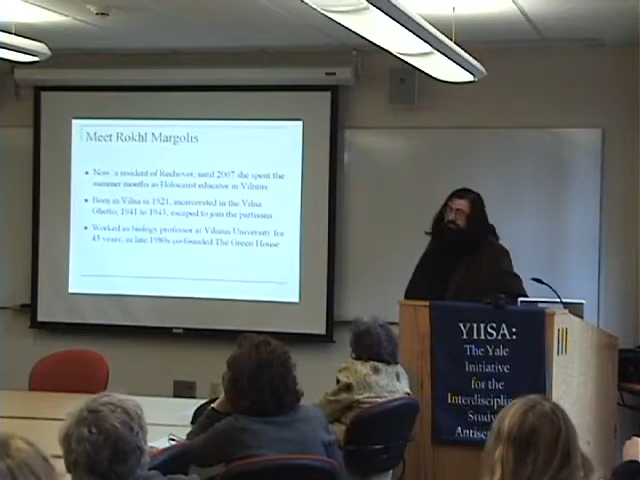 Meet Rokhl Margolis
Now a resident of Rechovot, until 2007 she spent the
summer months as Holocaust educator in Vilnius
Born in Vilna in 1921, incarcerated in the Vilna
Ghetto, 1941 to 1943, escaped to join the partisans
Worked as biology professor at Vilnius University for
45 years; in late 1980s co-founded The Green House
YIISA:
The Yale
Initiative
for the
Interdisciplin
Study
Antisc